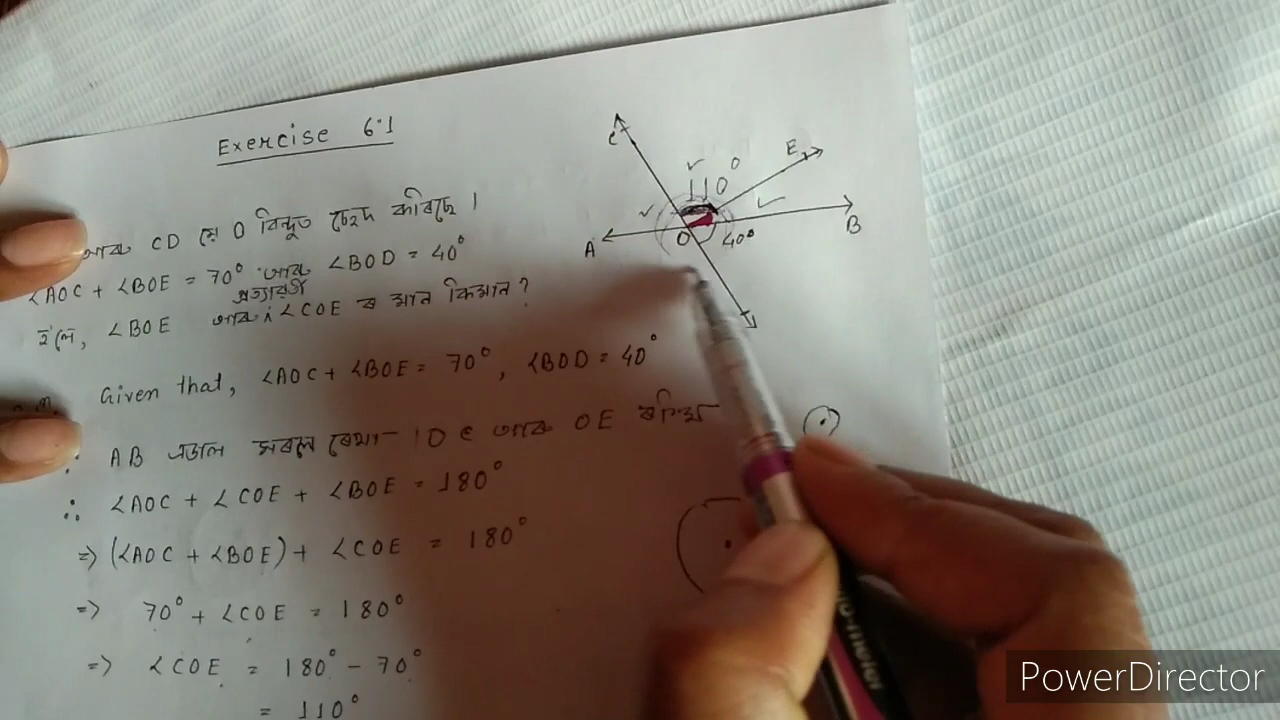 Exercise 6.1
আৰু CD য়ে O বিন্দুত ছেদ কৰিছে।
∠AOC + ∠BOE = 70° আৰু ∠BOD = 40°
প্ৰত্যাৱৰ্তী
হ'লে, ∠BOE আৰু ∠COE ৰ মান কিমান?
Given that, ∠AOC + ∠BOE = 70°, ∠BOD = 40°
∵ AB এডাল সৰল ৰেখা OC আৰু OE ৰশ্মি
∴ ∠AOC + ∠COE + ∠BOE = 180°
=> (∠AOC + ∠BOE) + ∠COE = 180°
=> 70° + ∠COE = 180°
=> ∠COE = 180° - 70°
= 110°
C
E
110°
A
O
40°
B
PowerDirector